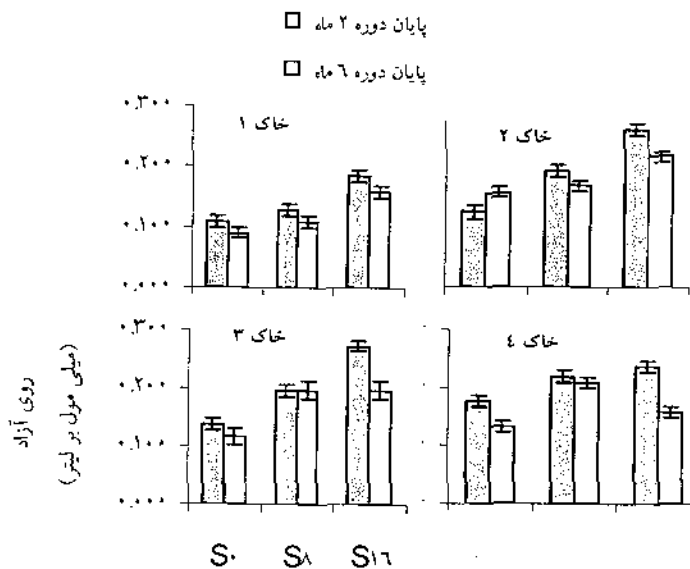 پایان دوره ۲ ماه
پایان دوره ٦ ماه
خاک ۱
خاک ۲
۰٫۳۰۰
۰٫۲۰۰
۰٫۱۰۰
۰٫۰۰۰
خاک ۳
خاک ٤
۰٫۳۰۰
۰٫۲۰۰
۰٫۱۰۰
۰٫۰۰۰
روی آزاد
(میلی مول بر لیتر)
S۰ S۸ S۱٦